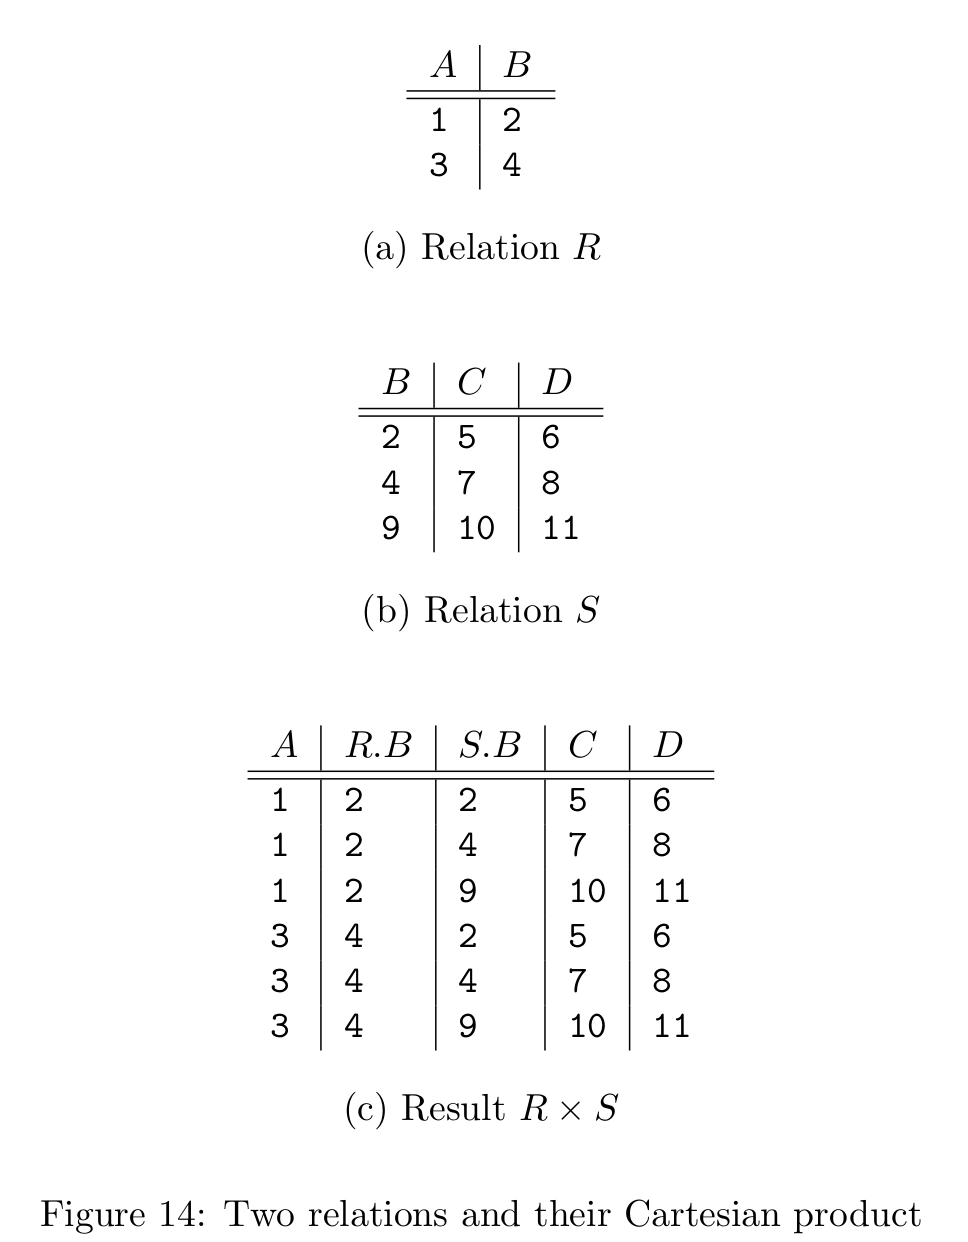 A B
1 2
3 4
(a) Relation R
B C D
2 5 6
4 7 8
9 10 11
(b) Relation S
A R.B S.B C D
1 2 2 5 6
1 2 4 7 8
1 2 9 10 11
3 4 2 5 6
3 4 4 7 8
3 4 9 10 11
(c) Result R × S
Figure 14: Two relations and their Cartesian product